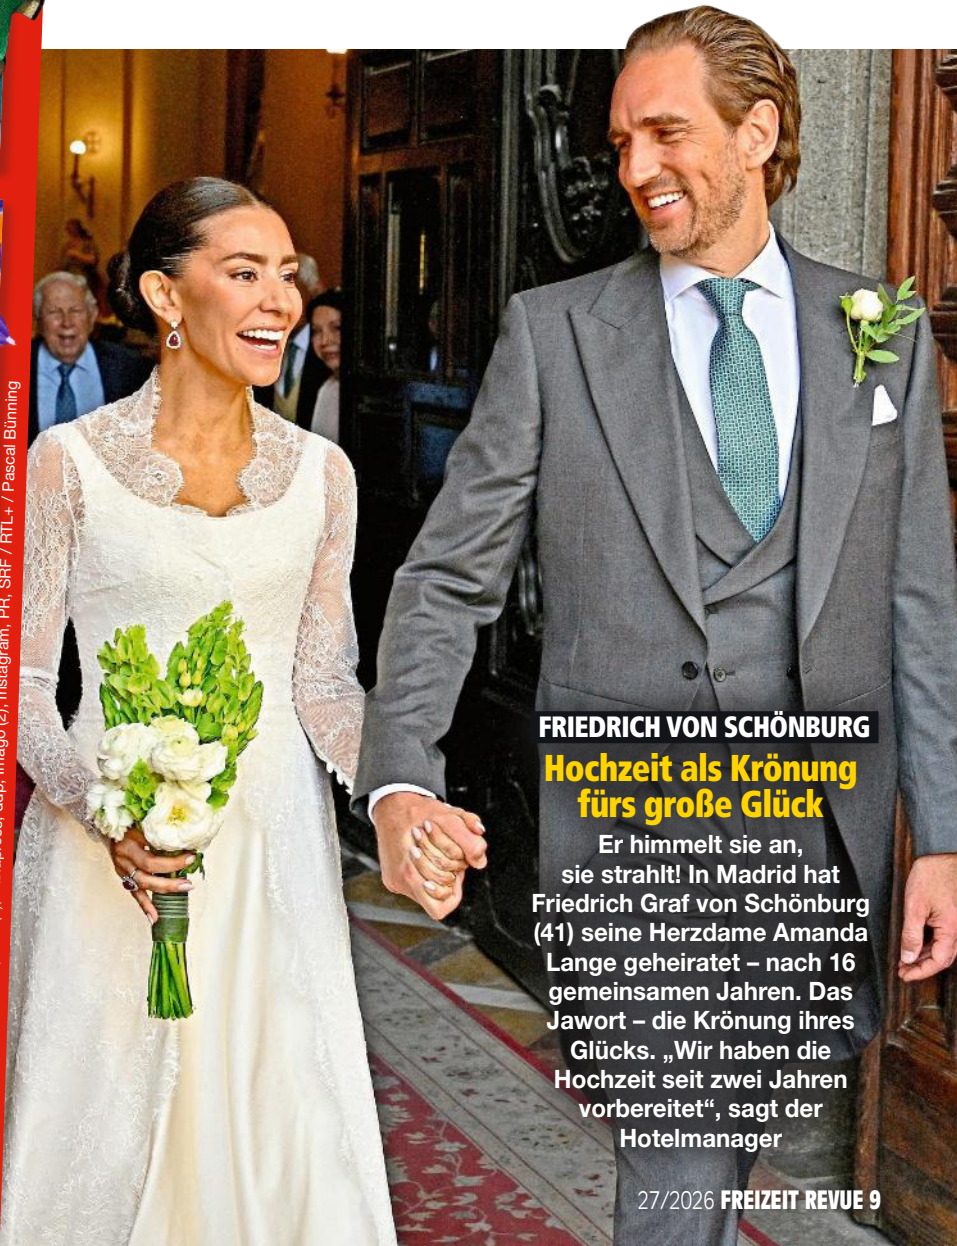 FRIEDRICH VON SCHÖNBURG
Hochzeit als Krönung
fürs große Glück
Er himmelt sie an,
sie strahlt! In Madrid hat
Friedrich Graf von Schönburg
(41) seine Herzdame Amanda
Lange geheiratet – nach 16
gemeinsamen Jahren. Das
Jawort – die Krönung ihres
Glücks. „Wir haben die
Hochzeit seit zwei Jahren
vorbereitet“, sagt der
Hotelmanager
27/2026 FREIZEIT REVUE 9
(2), Instagram, PR, SRF / RTL+ / Pascal Bünning